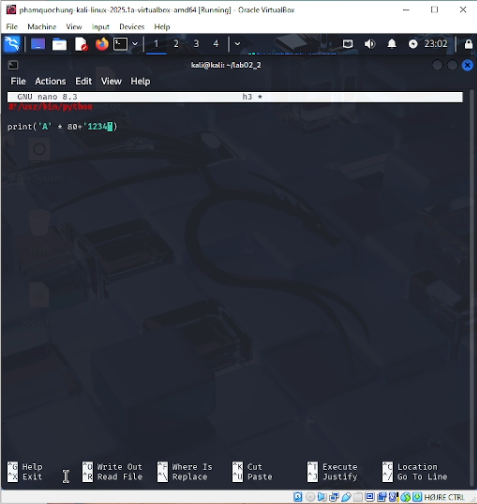 phamquochung-kali-linux-2025.1a-virtualbox-amd64 [Running] - Oracle VirtualBox
File Machine View Input Devices Help
1 2 3 4 23:02
kali@kali: ~/lab02_2
File Actions Edit View Help
GNU nano 8.3 h3 *
#!/usr/bin/python
print('A' * 80+'1234')
^G Help ^O Write Out ^F Where Is ^K Cut ^T Execute ^C Location
^X Exit ^R Read File ^\ Replace ^U Paste ^J Justify ^/ Go To Line